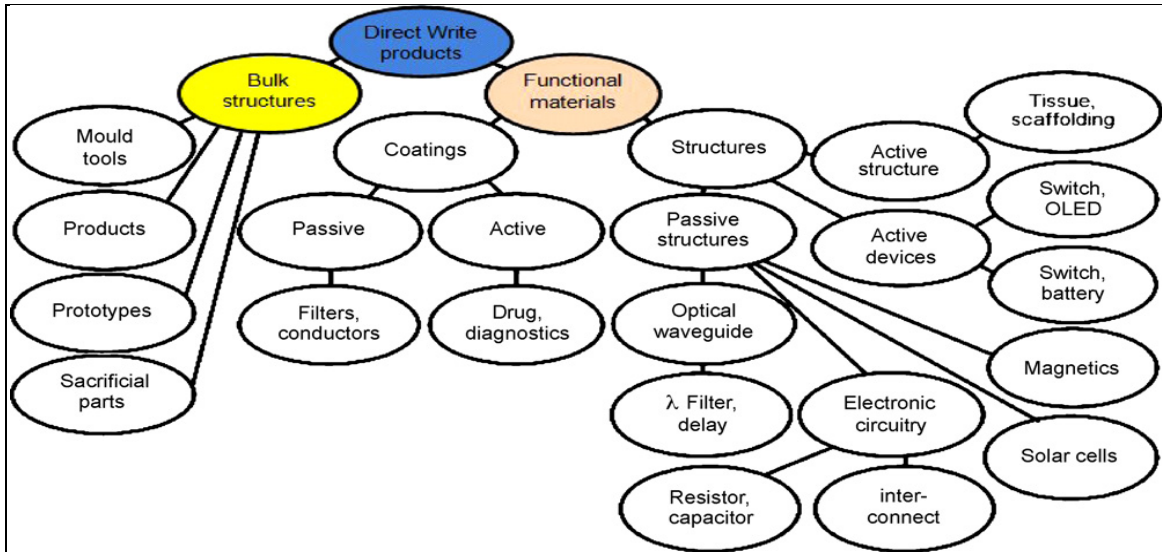 Direct Write
products
Bulk
structures
Functional
materials
Mould
tools
Products
Prototypes
Sacrificial
parts
Coatings
Passive
Active
Filters,
conductors
Drug,
diagnostics
Structures
Passive
structures
Optical
waveguide
λ Filter,
delay
Electronic
circuitry
Resistor,
capacitor
inter-
connect
Active
structure
Active
devices
Tissue,
scaffolding
Switch,
OLED
Switch,
battery
Magnetics
Solar cells